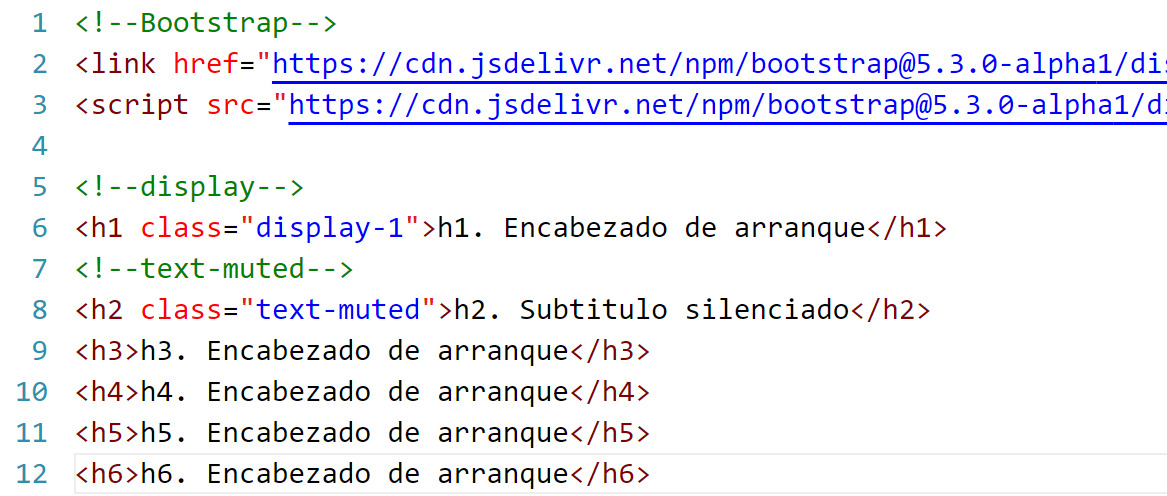 1 <!--Bootstrap-->
2 <link href="https://cdn.jsdelivr.net/npm/bootstrap@5.3.0-alpha1/dis
3 <script src="https://cdn.jsdelivr.net/npm/bootstrap@5.3.0-alpha1/di
4
5 <!--display-->
6 <h1 class="display-1">h1. Encabezado de arranque</h1>
7 <!--text-muted-->
8 <h2 class="text-muted">h2. Subtitulo silenciado</h2>
9 <h3>h3. Encabezado de arranque</h3>
10 <h4>h4. Encabezado de arranque</h4>
11 <h5>h5. Encabezado de arranque</h5>
12 <h6>h6. Encabezado de arranque</h6>